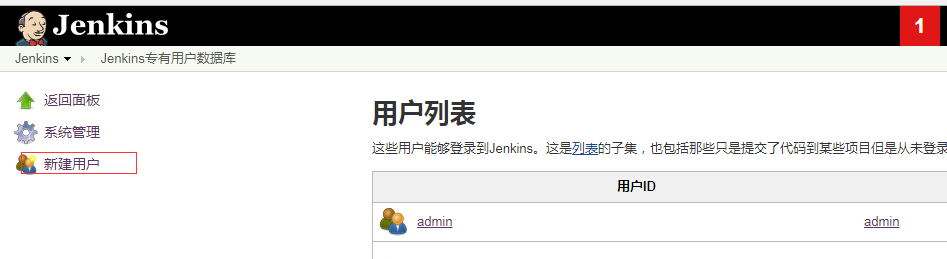 Jenkins
1
Jenkins Jenkins专有用户数据库
返回面板
系统管理
新建用户
用户列表
这些用户能够登录到Jenkins。这是列表的子集，也包括那些只是提交了代码到某些项目但是从未登录
用户ID
admin admin